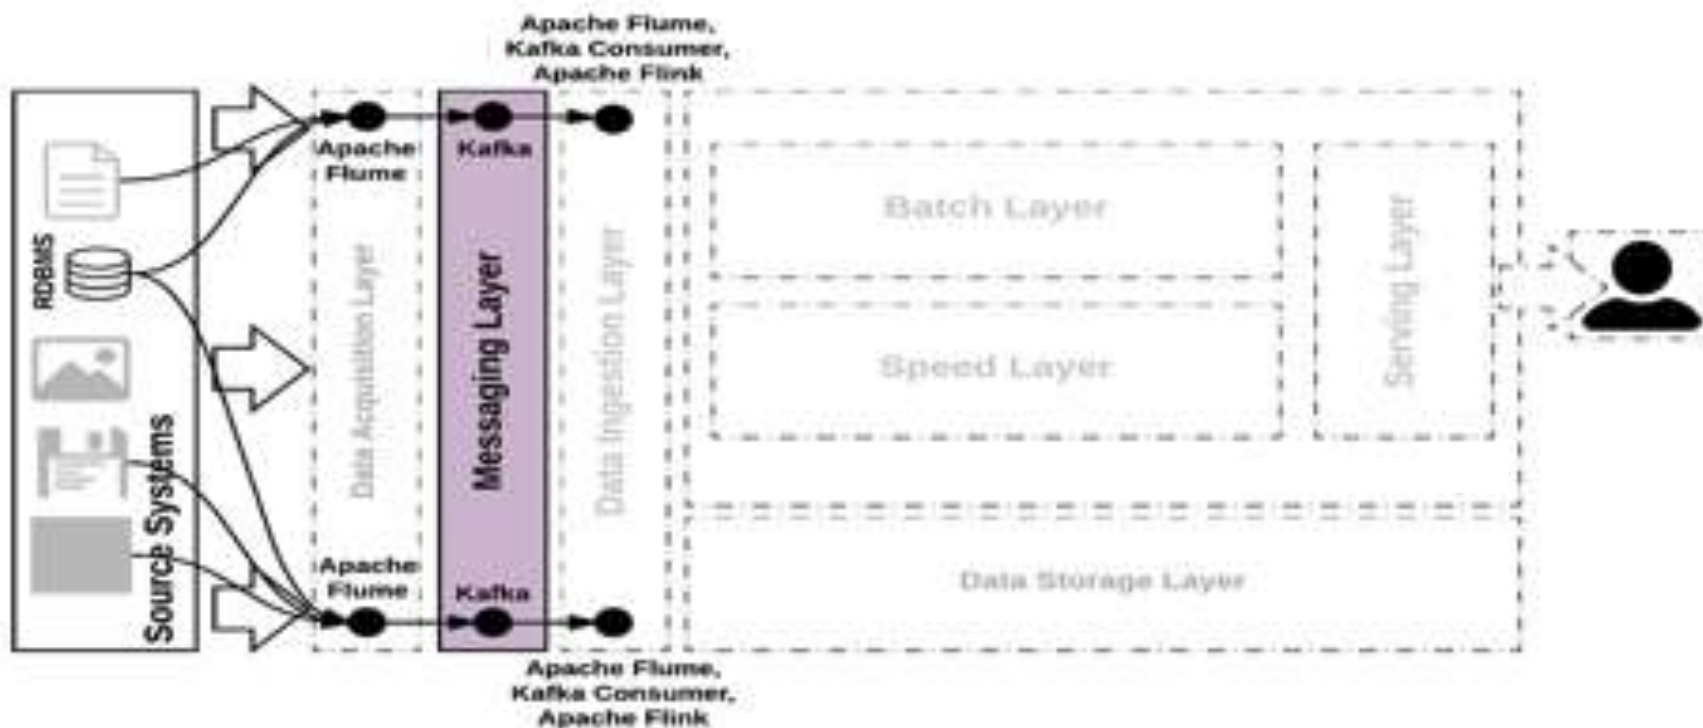 Apache Flume,
Kafka Consumer,
Apache Flink
RDBMS
Source Systems
Apache
Flume
Kafka
Data Acquisition Layer
Messaging Layer
Data Ingestion Layer
Batch Layer
Speed Layer
Serving Layer
Data Storage Layer
Apache
Flume
Kafka
Apache Flume,
Kafka Consumer,
Apache Flink